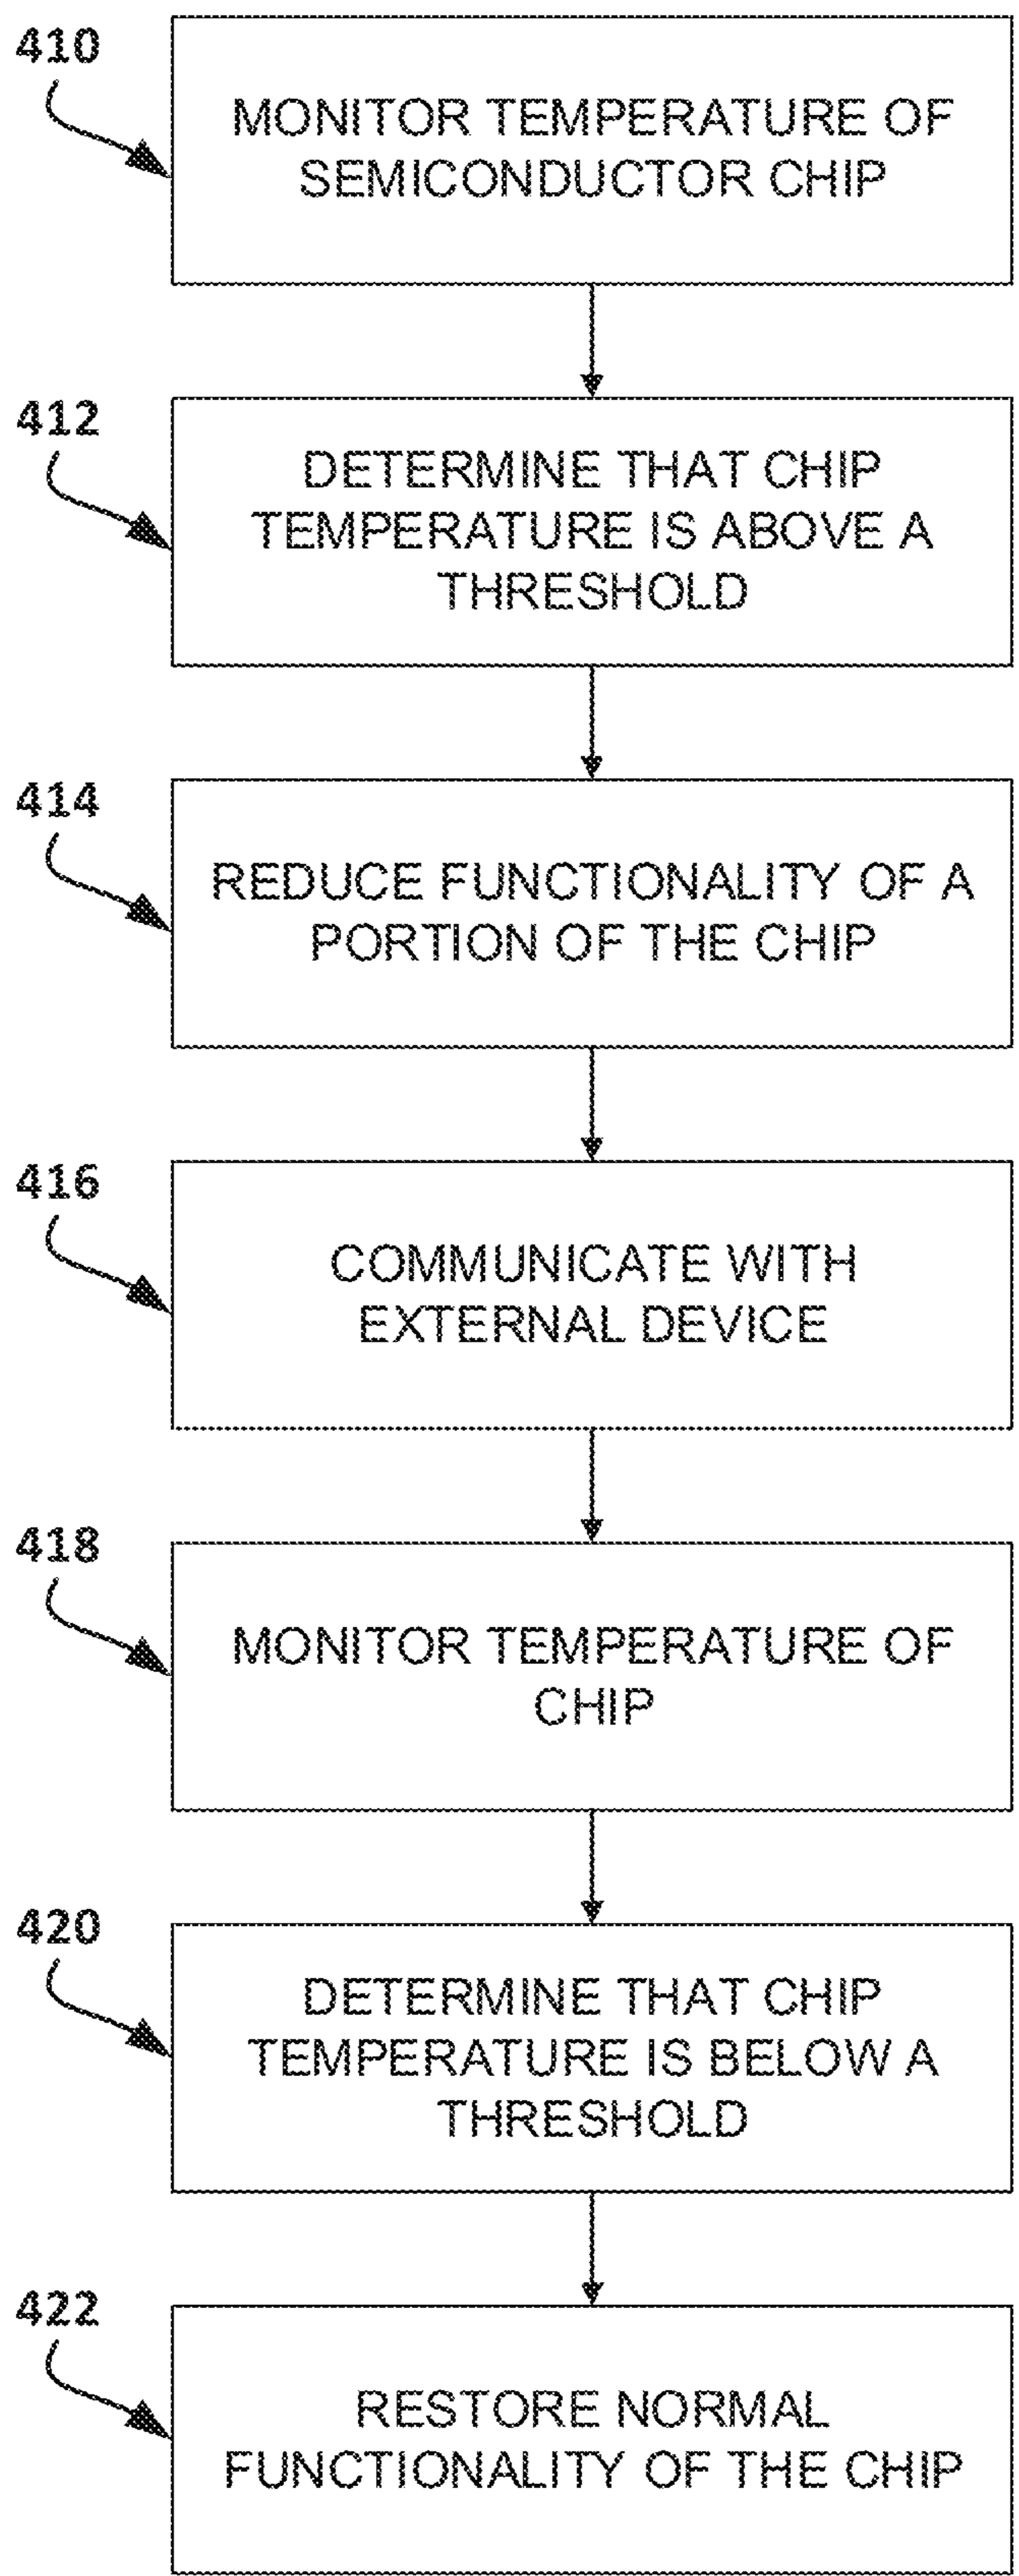 410
MONITOR TEMPERATURE OF
SEMICONDUCTOR CHIP
412
DETERMINE THAT CHIP
TEMPERATURE IS ABOVE A
THRESHOLD
414
REDUCE FUNCTIONALITY OF A
PORTION OF THE CHIP
416
COMMUNICATE WITH
EXTERNAL DEVICE
418
MONITOR TEMPERATURE OF
CHIP
420
DETERMINE THAT CHIP
TEMPERATURE IS BELOW A
THRESHOLD
422
RESTORE NORMAL
FUNCTIONALITY OF THE CHIP